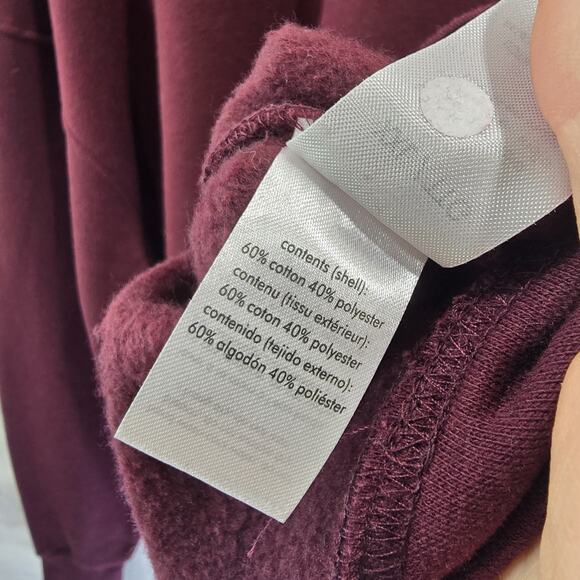 contents (shell):
60% cotton 40% polyester
contenu (tissu extérieur):
60% coton 40% polyester
contenido (tejido externo):
60% algodón 40% poliéster